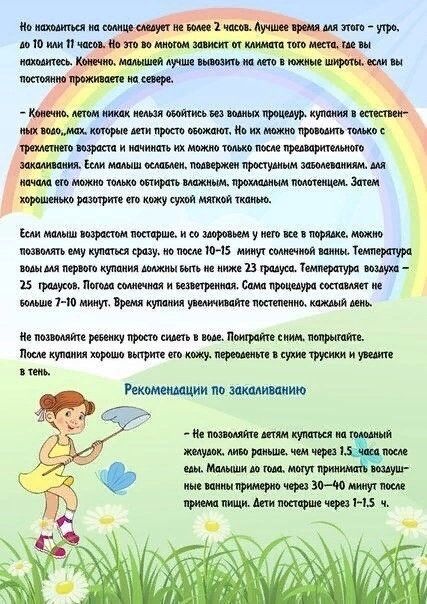 Но находиться на солнце следует не более 2 часов. Лучшее время для этого – утро,
до 10 или 11 часов. Но это во многом зависит от климата того места, где вы
находитесь. Конечно, малышей лучше вывозить на лето в южные широты, если вы
постоянно проживаете на севере.
– Конечно, летом никак нельзя обойтись без водных процедур, купания в естествен-
ных водо,,мах, которые дети просто обожают. Но их можно проводить только с
трехлетнего возраста и начинать их можно только после предварительного
закаливания. Если малыш ослаблен, подвержен простудным заболеваниям, для
начала его можно только обтирать влажным, прохладным полотенцем. Затем
хорошенько разотрите его кожу сухой мягкой тканью.
Если малыш возрастом постарше, и со здоровьем у него все в порядке, можно
позволять ему купаться сразу, но после 10-15 минут солнечной ванны. Температура
воды для первого купания должны быть не ниже 23 градуса. Температура воздуха –
25 градусов. Погода солнечная и безветренная. Сама процедура составляет не
больше 7-10 минут. Время купания увеличивайте постепенно, каждый день.
Не позволяйте ребенку просто сидеть в воде. Поиграйте с ним, попрыгайте.
После купания хорошо вытрите его кожу, переоденьте в сухие трусики и уведите
в тень.
Рекомендации по закаливанию
– Не позволяйте детям купаться на голодный
желудок, либо раньше, чем через 1,5 часа после
еды. Малыши до года, могут принимать воздуш-
ные ванны примерно через 30—40 минут после
приема пищи. Дети постарше через 1-1,5 ч.